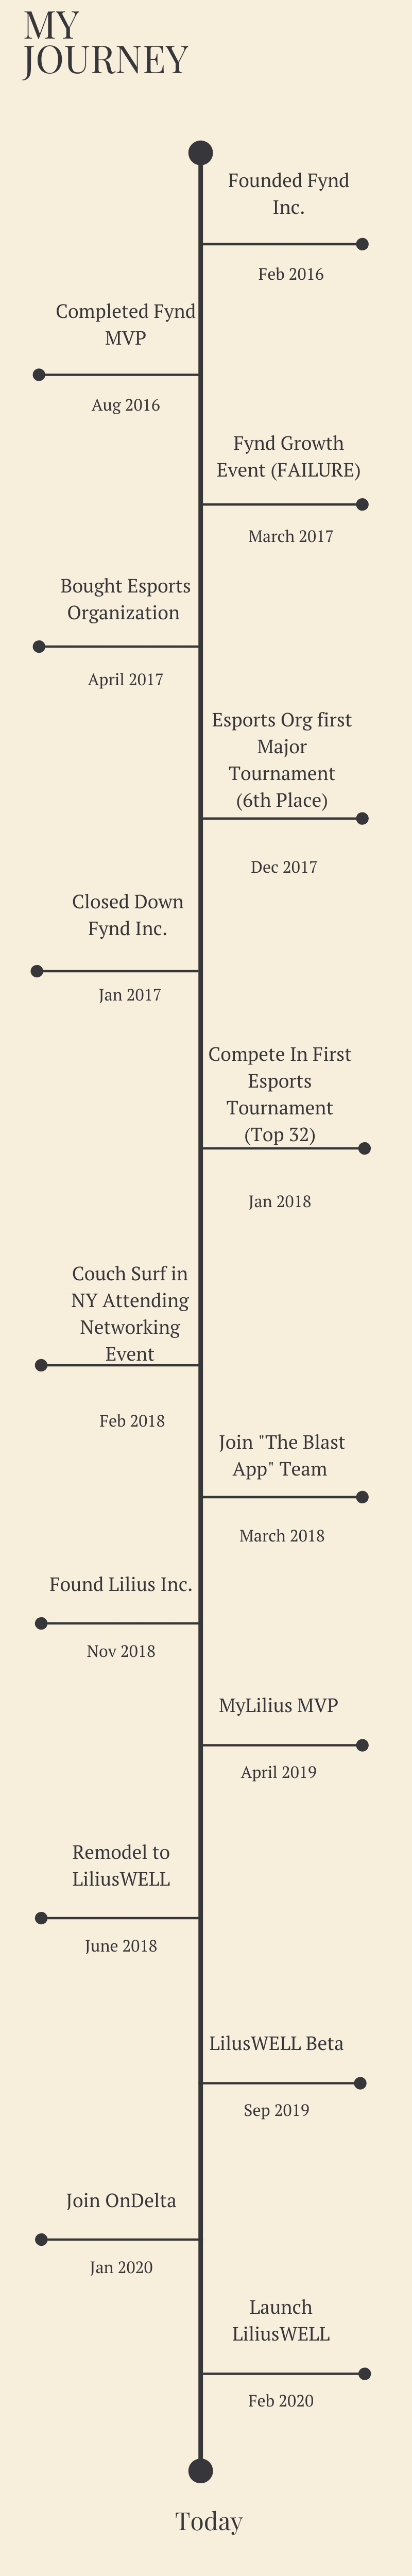 MY
JOURNEY
Founded Fynd
Inc.
Feb 2016
Completed Fynd
MVP
Aug 2016
Fynd Growth
Event (FAILURE)
March 2017
Bought Esports
Organization
April 2017
Esports Org first
Major
Tournament
(6th Place)
Dec 2017
Closed Down
Fynd Inc.
Jan 2017
Compete In First
Esports
Tournament
(Top 32)
Jan 2018
Couch Surf in
NY Attending
Networking
Event
Feb 2018
Join "The Blast
App" Team
March 2018
Found Lilius Inc.
Nov 2018
MyLilius MVP
April 2019
Remodel to
LiliusWELL
June 2018
LilusWELL Beta
Sep 2019
Join OnDelta
Jan 2020
Launch
LiliusWELL
Feb 2020
Today